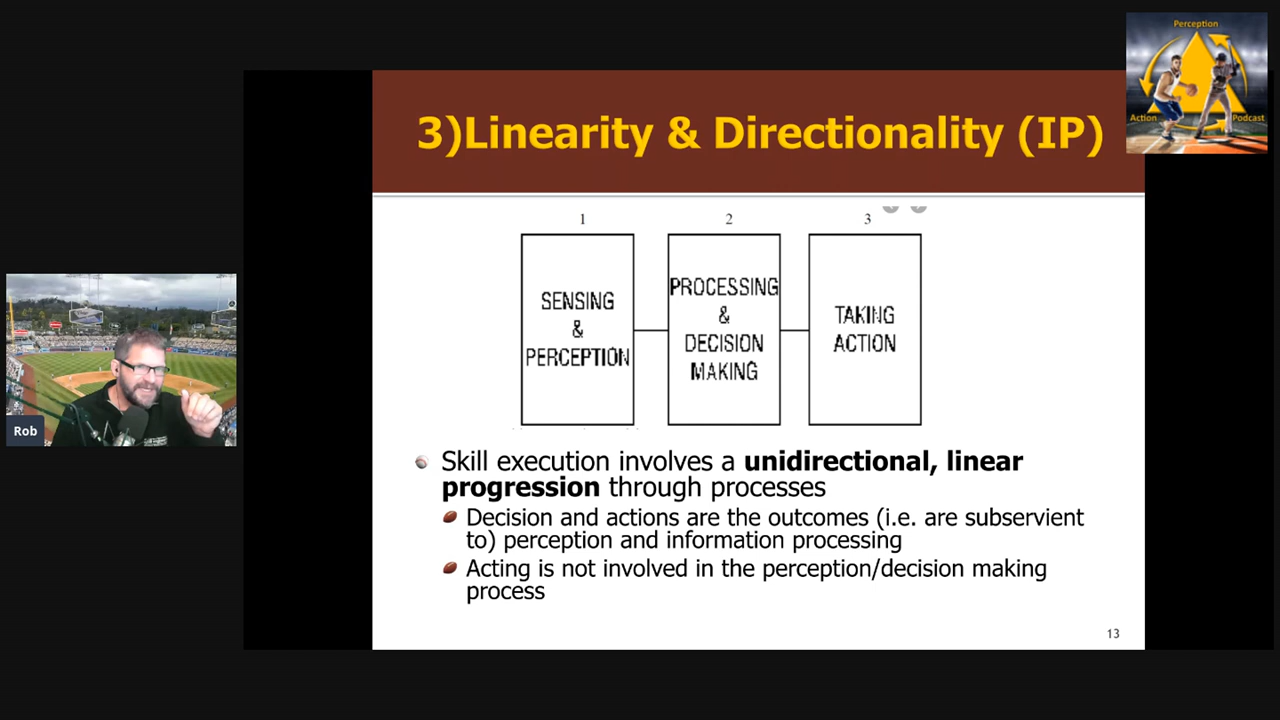 Perception
Action
Podcast
3)Linearity & Directionality (IP)
1
2
3
SENSING
&
PERCEPTION
PROCESSING
&
DECISION
MAKING
TAKING
ACTION
Rob
Skill execution involves a unidirectional, linear
progression through processes
Decision and actions are the outcomes (i.e. are subservient
to) perception and information processing
Acting is not involved in the perception/decision making
process
13